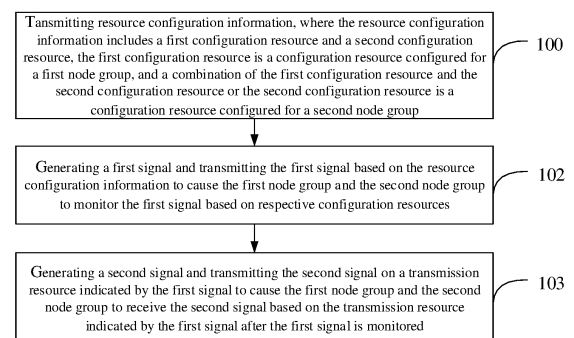 Tansmitting resource configuration information, where the resource configuration
information includes a first configuration resource and a second configuration
resource, the first configuration resource is a configuration resource configured for
a first node group, and a combination of the first configuration resource and the
second configuration resource or the second configuration resource is a
configuration resource configured for a second node group
100
Generating a first signal and transmitting the first signal based on the resource
configuration information to cause the first node group and the second node group
to monitor the first signal based on respective configuration resources
102
Generating a second signal and transmitting the second signal on a transmission
resource indicated by the first signal to cause the first node group and the second
node group to receive the second signal based on the transmission resource
indicated by the first signal after the first signal is monitored
103